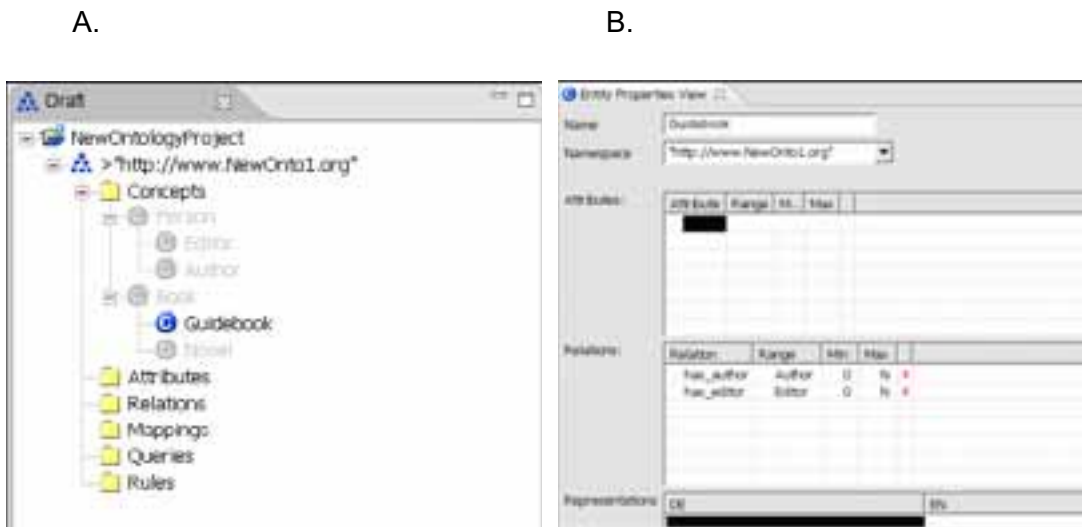 A. B.
Draft
NewOntologyProject
>"http://www.NewOnto1.org"
Concepts
Person
Editor
Author
Book
Guidebook
Novel
Attributes
Relations
Mappings
Queries
Rules
Entity Properties View
Name Guidebook
Namespace "http://www.NewOnto1.org"
Attributes: Attribute Range M... Max
Relations: Relation Range Min Max
has_author Author 0 N
has_editor Editor 0 N
Representations DE EN